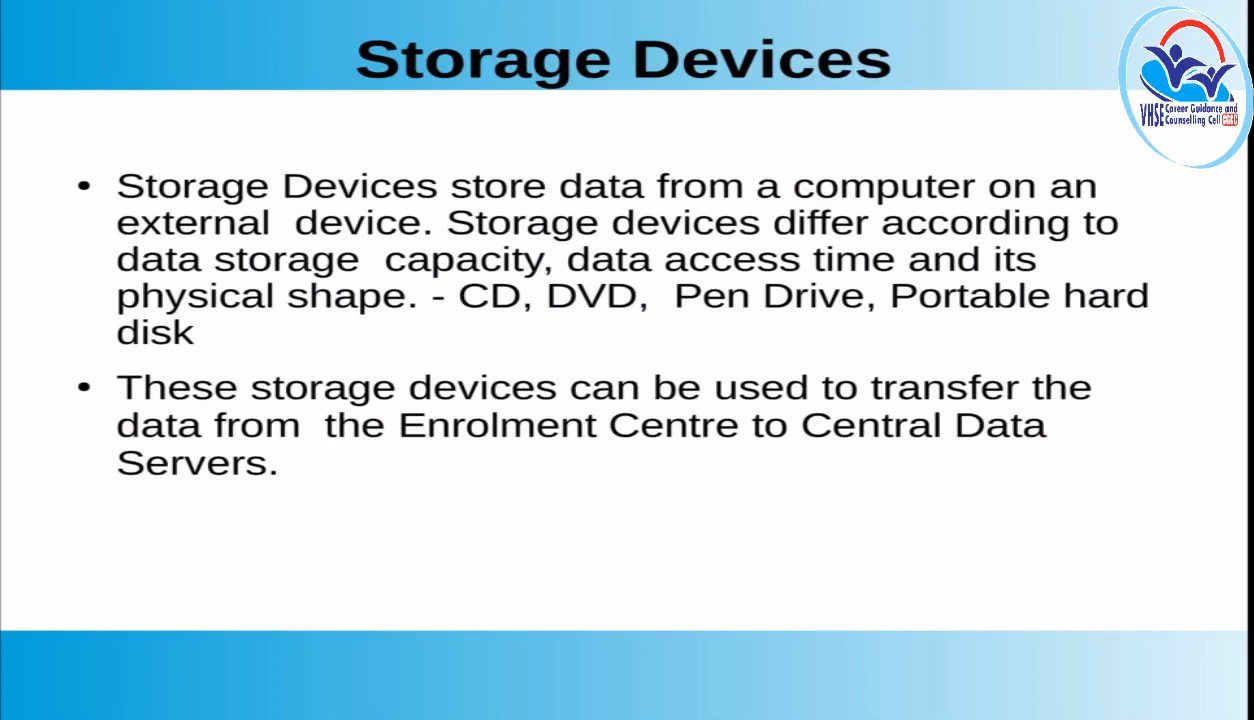 Storage Devices
VHSE Career Guidance and
Counselling Cell CGCC
• Storage Devices store data from a computer on an
external device. Storage devices differ according to
data storage capacity, data access time and its
physical shape. - CD, DVD, Pen Drive, Portable hard
disk
• These storage devices can be used to transfer the
data from the Enrolment Centre to Central Data
Servers.